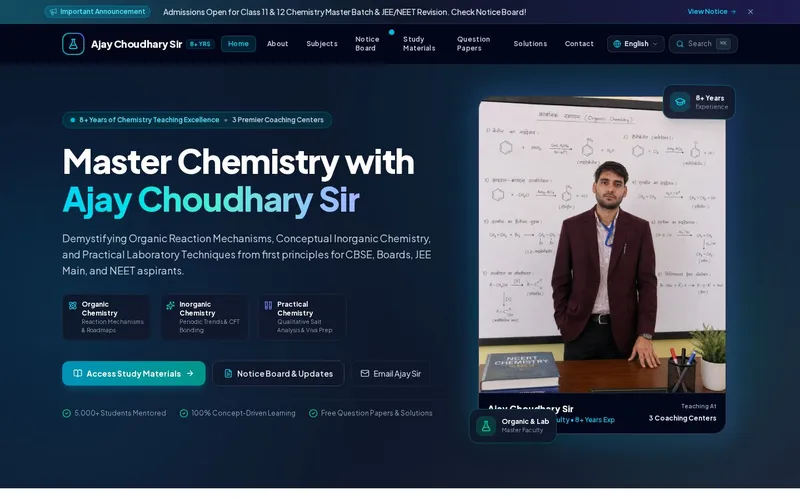 Important Announcement
Admissions Open for Class 11 & 12 Chemistry Master Batch & JEE/NEET Revision. Check Notice Board!
View Notice →
Ajay Choudhary Sir
8+ YRS
Home
About
Subjects
Notice
Board
Study
Materials
Question
Papers
Solutions
Contact
English
Search
⌘K
8+ Years of Chemistry Teaching Excellence • 3 Premier Coaching Centers
Master Chemistry with
Ajay Choudhary Sir
Demystifying Organic Reaction Mechanisms, Conceptual Inorganic Chemistry,
and Practical Laboratory Techniques from first principles for CBSE, Boards, JEE
Main, and NEET aspirants.
Organic
Chemistry
Reaction Mechanisms
& Roadmaps
Inorganic
Chemistry
Periodic Trends & CFT
Bonding
Practical
Chemistry
Qualitative Salt
Analysis & Viva Prep
Access Study Materials →
Notice Board & Updates
Email Ajay Sir
5,000+ Students Mentored
100% Concept-Driven Learning
Free Question Papers & Solutions
8+ Years
Experience
(Organic Chemistry)
NCERT
CHEMISTRY
Ajay Choudhary Sir
• 8+ Years Exp
Organic & Lab
Master Faculty
Teaching At
3 Coaching Centers